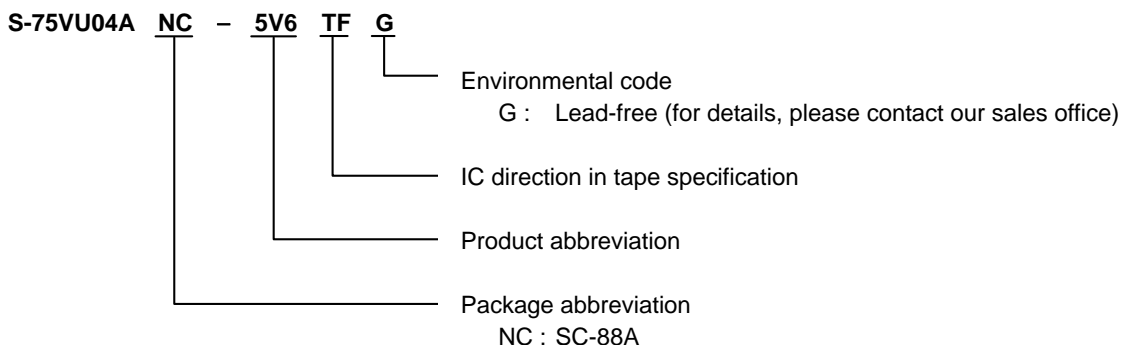 S-75VU04A NC – 5V6 TF G
Environmental code
G : Lead-free (for details, please contact our sales office)
IC direction in tape specification
Product abbreviation
Package abbreviation
NC : SC-88A